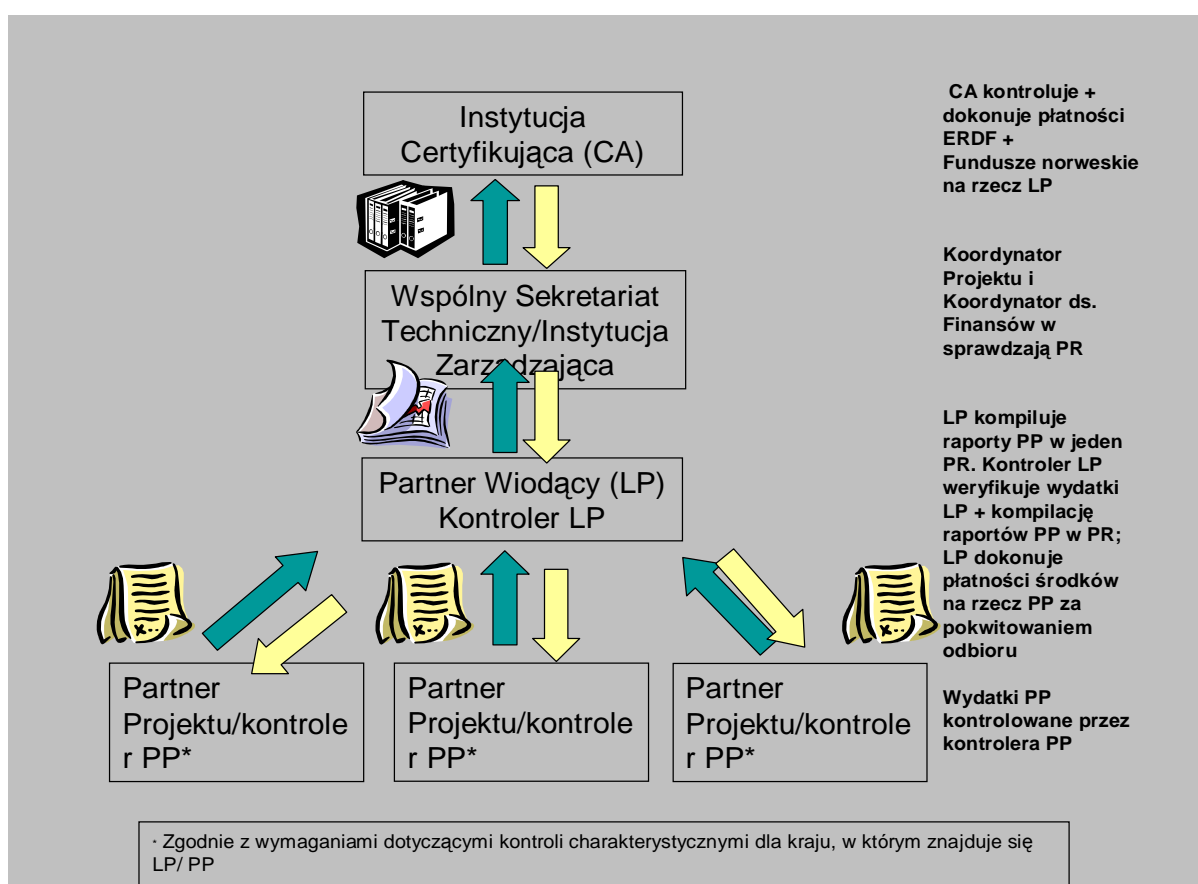 Instytucja
Certyfikująca (CA)
CA kontroluje +
dokonuje płatności
ERDF +
Fundusze norweskie
na rzecz LP
Wspólny Sekretariat
Techniczny/Instytucja
Zarządzająca
Koordynator
Projektu i
Koordynator ds.
Finansów w
sprawdzają PR
Partner Wiodący (LP)
Kontroler LP
LP kompiluje
raporty PP w jeden
PR. Kontroler LP
weryfikuje wydatki
LP + kompilację
raportów PP w PR;
LP dokonuje
płatności środków
na rzecz PP za
pokwitowaniem
odbioru
Partner
Projektu/kontrole
r PP*
Partner
Projektu/kontrole
r PP*
Partner
Projektu/kontrole
r PP*
Wydatki PP
kontrolowane przez
kontrolera PP
· Zgodnie z wymaganiami dotyczącymi kontroli charakterystycznymi dla kraju, w którym znajduje się
LP/ PP